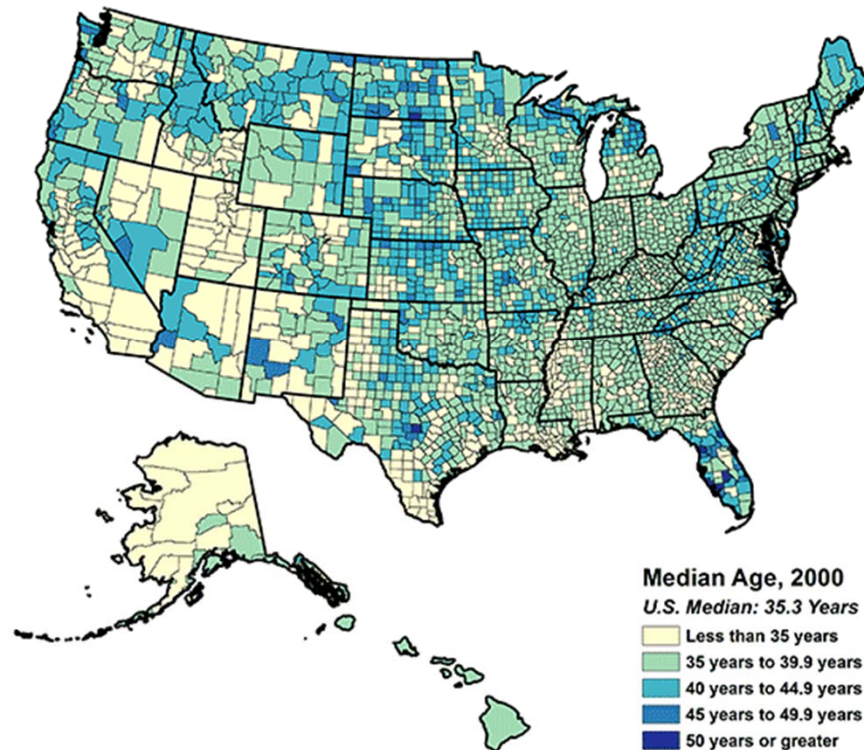 Median Age, 2000
U.S. Median: 35.3 Years
Less than 35 years
35 years to 39.9 years
40 years to 44.9 years
45 years to 49.9 years
50 years or greater